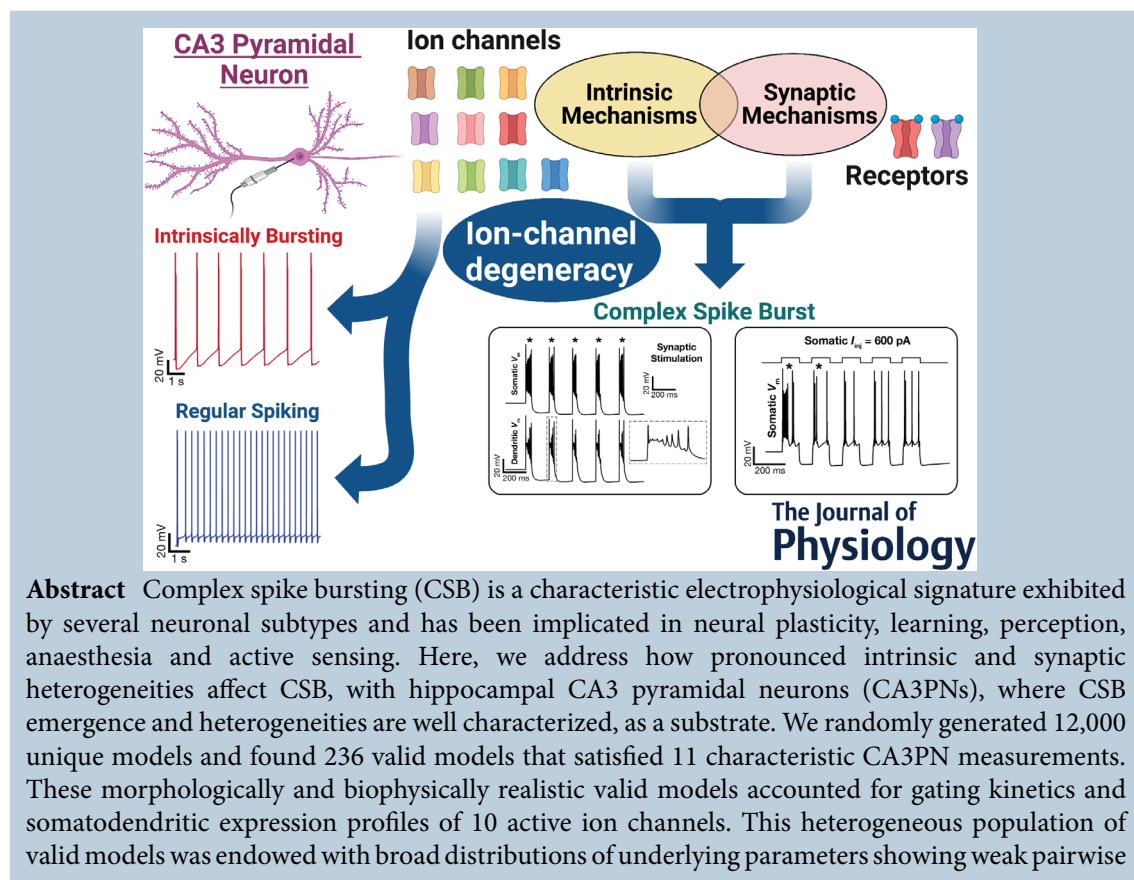 CA3 Pyramidal
Neuron
Ion channels
Intrinsic
Mechanisms
Synaptic
Mechanisms
Receptors
Ion-channel
degeneracy
Intrinsically Bursting
20 mV
1 s
Regular Spiking
20 mV
1 s
Complex Spike Burst
* * * * *
Somatic Vm
Synaptic
Stimulation
20 mV
200 ms
Dendritic Vm
20 mV
200 ms
Somatic Iinj = 600 pA
* *
Somatic Vm
20 mV
200 ms
The Journal of
Physiology
Abstract Complex spike bursting (CSB) is a characteristic electrophysiological signature exhibited
by several neuronal subtypes and has been implicated in neural plasticity, learning, perception,
anaesthesia and active sensing. Here, we address how pronounced intrinsic and synaptic
heterogeneities affect CSB, with hippocampal CA3 pyramidal neurons (CA3PNs), where CSB
emergence and heterogeneities are well characterized, as a substrate. We randomly generated 12,000
unique models and found 236 valid models that satisfied 11 characteristic CA3PN measurements.
These morphologically and biophysically realistic valid models accounted for gating kinetics and
somatodendritic expression profiles of 10 active ion channels. This heterogeneous population of
valid models was endowed with broad distributions of underlying parameters showing weak pairwise